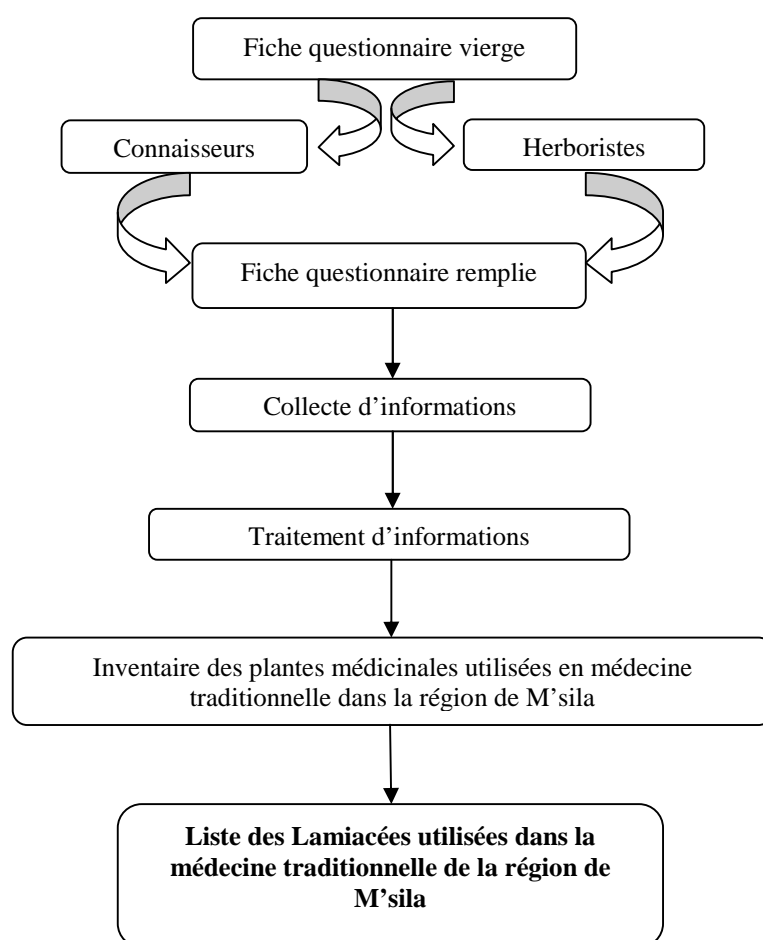 Fiche questionnaire vierge
Connaisseurs
Herboristes
Fiche questionnaire remplie
Collecte d’informations
Traitement d’informations
Inventaire des plantes médicinales utilisées en médecine
traditionnelle dans la région de M’sila
Liste des Lamiacées utilisées dans la
médecine traditionnelle de la région de
M’sila